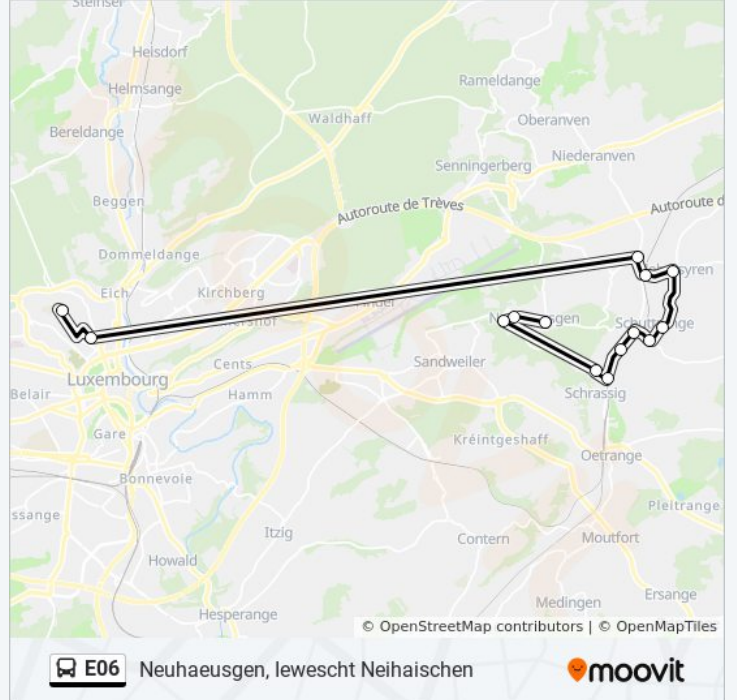 Steinsel
Heisdorf
Helmsange
Rameldange
Waldhaff
Oberanven
Bereldange
Niederanven
Senningerberg
Beggen
Autoroute de Trèves
Autoroute d
Dommeldange
Eich
Kirchberg
Schrassig
Cents
Sandweiler
Luxembourg
Belair
Hamm
Gare
Kréintgeshaff
Oetrange
Bonnevole
Pleitrange
ssange
Itzig
Contern
Moutfort
Howald
Ersange
Medingen
Hesperange
© OpenStreetMap contributors | © OpenMapTiles
E06 Neuhaeusgen, Iewescht Neihaischen
moovit